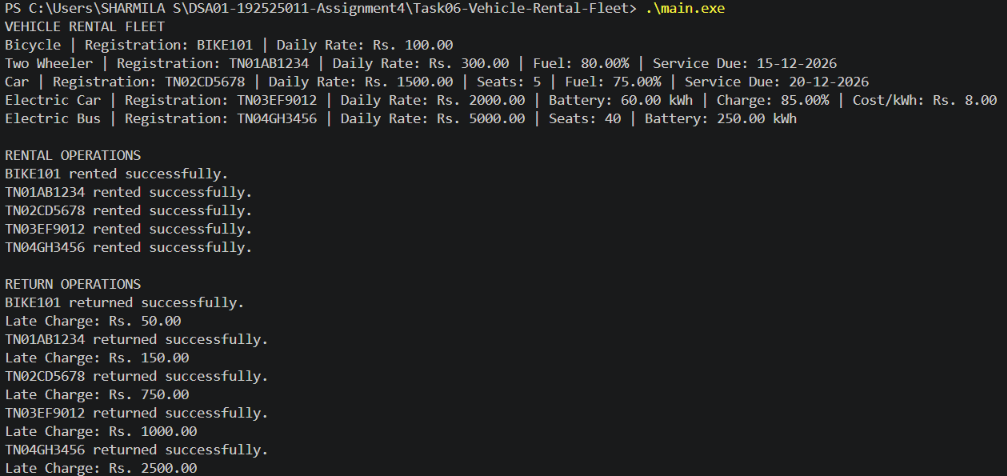 PS C:\Users\SHARMILA S\DSA01-192525011-Assignment4\Task06-Vehicle-Rental-Fleet> .\main.exe
VEHICLE RENTAL FLEET
Bicycle | Registration: BIKE101 | Daily Rate: Rs. 100.00
Two Wheeler | Registration: TN01AB1234 | Daily Rate: Rs. 300.00 | Fuel: 80.00% | Service Due: 15-12-2026
Car | Registration: TN02CD5678 | Daily Rate: Rs. 1500.00 | Seats: 5 | Fuel: 75.00% | Service Due: 20-12-2026
Electric Car | Registration: TN03EF9012 | Daily Rate: Rs. 2000.00 | Battery: 60.00 kWh | Charge: 85.00% | Cost/kWh: Rs. 8.00
Electric Bus | Registration: TN04GH3456 | Daily Rate: Rs. 5000.00 | Seats: 40 | Battery: 250.00 kWh
RENTAL OPERATIONS
BIKE101 rented successfully.
TN01AB1234 rented successfully.
TN02CD5678 rented successfully.
TN03EF9012 rented successfully.
TN04GH3456 rented successfully.
RETURN OPERATIONS
BIKE101 returned successfully.
Late Charge: Rs. 50.00
TN01AB1234 returned successfully.
Late Charge: Rs. 150.00
TN02CD5678 returned successfully.
Late Charge: Rs. 750.00
TN03EF9012 returned successfully.
Late Charge: Rs. 1000.00
TN04GH3456 returned successfully.
Late Charge: Rs. 2500.00